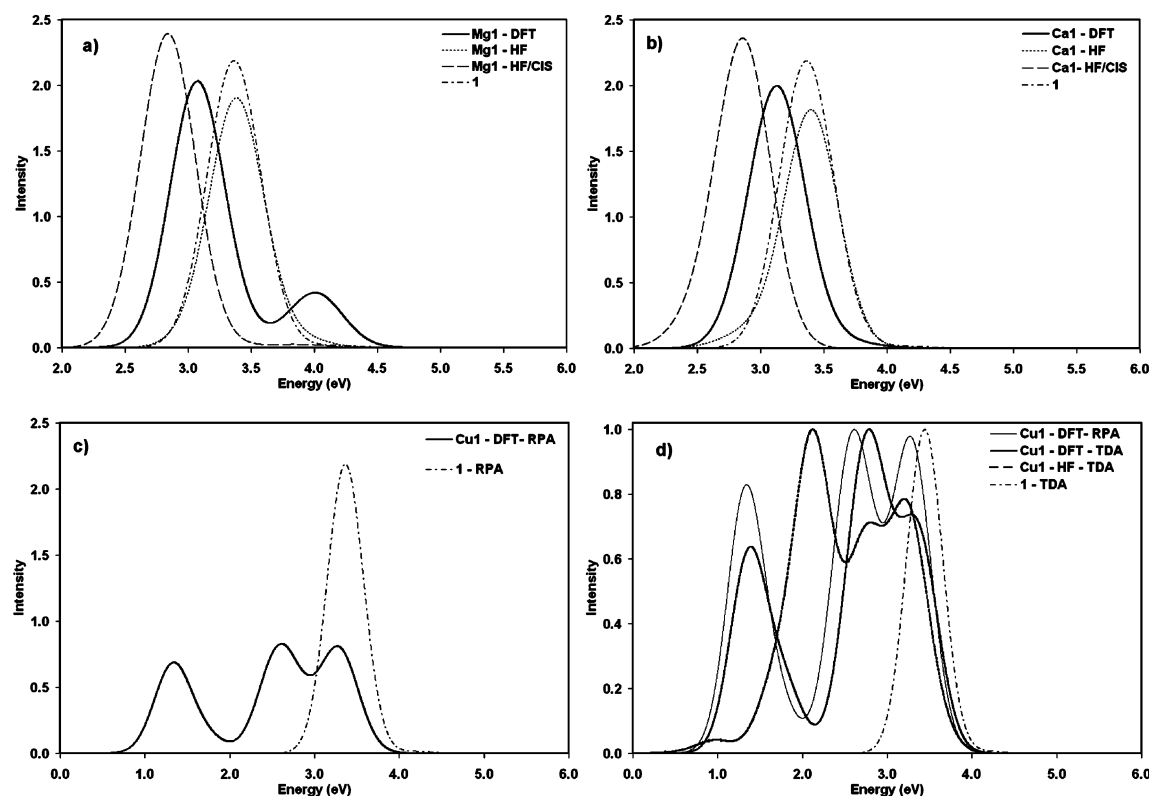 a)
Mg1 - DFT
Mg1 - HF
Mg1 - HF/CIS
1
Intensity
2.5
2.0
1.5
1.0
0.5
0.0
2.0 2.5 3.0 3.5 4.0 4.5 5.0 5.5 6.0
Energy (eV)
b)
Ca1 - DFT
Ca1 - HF
Ca1- HF/CIS
1
Intensity
2.5
2.0
1.5
1.0
0.5
0.0
2.0 2.5 3.0 3.5 4.0 4.5 5.0 5.5 6.0
Energy (eV)
c)
Cu1 - DFT- RPA
1 - RPA
Intensity
2.5
2.0
1.5
1.0
0.5
0.0
0.0 1.0 2.0 3.0 4.0 5.0 6.0
Energy (eV)
d)
Cu1 - DFT- RPA
Cu1 - DFT - TDA
Cu1 - HF - TDA
1 - TDA
Intensity
1.0
0.8
0.6
0.4
0.2
0.0
0.0 1.0 2.0 3.0 4.0 5.0 6.0
Energy (eV)